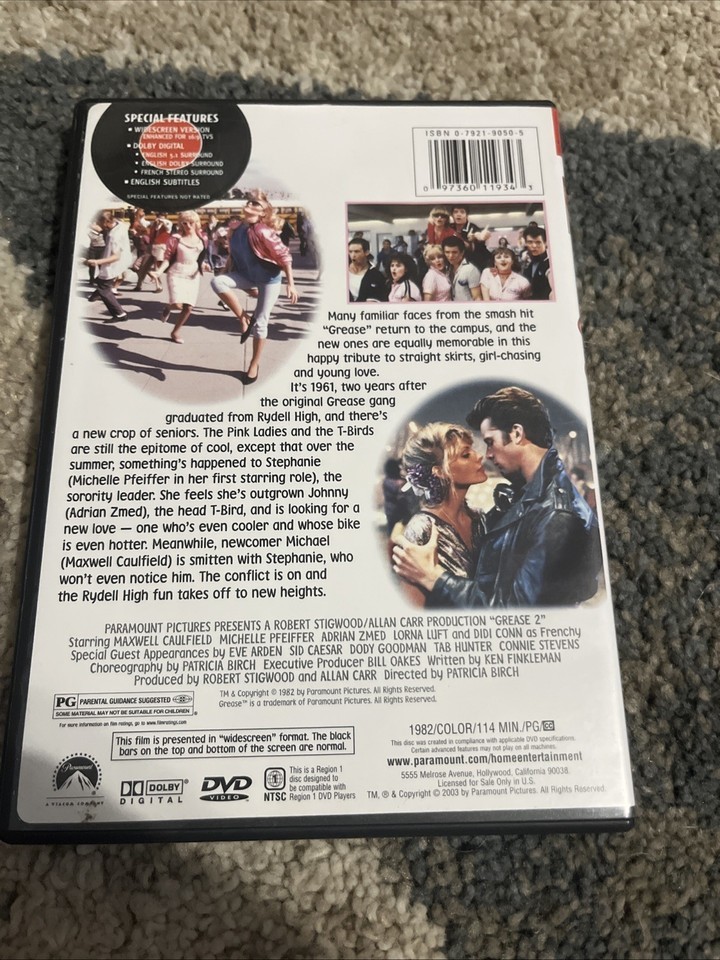 SPECIAL FEATURES
• WIDESCREEN VERSION
ENHANCED FOR 16:9 TVS
• DOLBY DIGITAL
• ENGLISH 5.1 SURROUND
• ENGLISH DOLBY SURROUND
• FRENCH STEREO SURROUND
• ENGLISH SUBTITLES
SPECIAL FEATURES NOT RATED
ISBN 0-7921-9050-5
0 97360 11934 3
Many familiar faces from the smash hit
"Grease" return to the campus, and the
new ones are equally memorable in this
happy tribute to straight skirts, girl-chasing
and young love.
It's 1961, two years after
the original Grease gang
graduated from Rydell High, and there's
a new crop of seniors. The Pink Ladies and the T-Birds
are still the epitome of cool, except that over the
summer, something's happened to Stephanie
(Michelle Pfeiffer in her first starring role), the
sorority leader. She feels she's outgrown Johnny
(Adrian Zmed), the head T-Bird, and is looking for a
new love — one who's even cooler and whose bike
is even hotter. Meanwhile, newcomer Michael
(Maxwell Caulfield) is smitten with Stephanie, who
won't even notice him. The conflict is on and
the Rydell High fun takes off to new heights.
PARAMOUNT PICTURES PRESENTS A ROBERT STIGWOOD/ALLAN CARR PRODUCTION "GREASE 2"
Starring MAXWELL CAULFIELD MICHELLE PFEIFFER ADRIAN ZMED LORNA LUFT and DIDI CONN as Frenchy
Special Guest Appearances by EVE ARDEN SID CAESAR DODY GOODMAN TAB HUNTER CONNIE STEVENS
Choreography by PATRICIA BIRCH Executive Producer BILL OAKES Written by KEN FINKLEMAN
Produced by ROBERT STIGWOOD and ALLAN CARR Directed by PATRICIA BIRCH
PG PARENTAL GUIDANCE SUGGESTED
SOME MATERIAL MAY NOT BE SUITABLE FOR CHILDREN
For more information on film ratings, go to www.filmratings.com
TM & Copyright © 1982 by Paramount Pictures. All Rights Reserved.
Grease™ is a trademark of Paramount Pictures. All Rights Reserved.
This film is presented in "widescreen" format. The black
bars on the top and bottom of the screen are normal.
1982/COLOR/114 MIN./PG/CC
This disc was created in compliance with applicable DVD specifications.
Certain advanced features may not play on all machines.
www.paramount.com/homeentertainment
5555 Melrose Avenue, Hollywood, California 90038.
Licensed for Sale Only in U.S.
TM, ® & Copyright © 2003 by Paramount Pictures. All Rights Reserved.
Paramount
A VIACOM COMPANY
DOLBY
DIGITAL
DVD
VIDEO
1
NTSC
This is a Region 1
disc designed to
be compatible with
Region 1 DVD Players